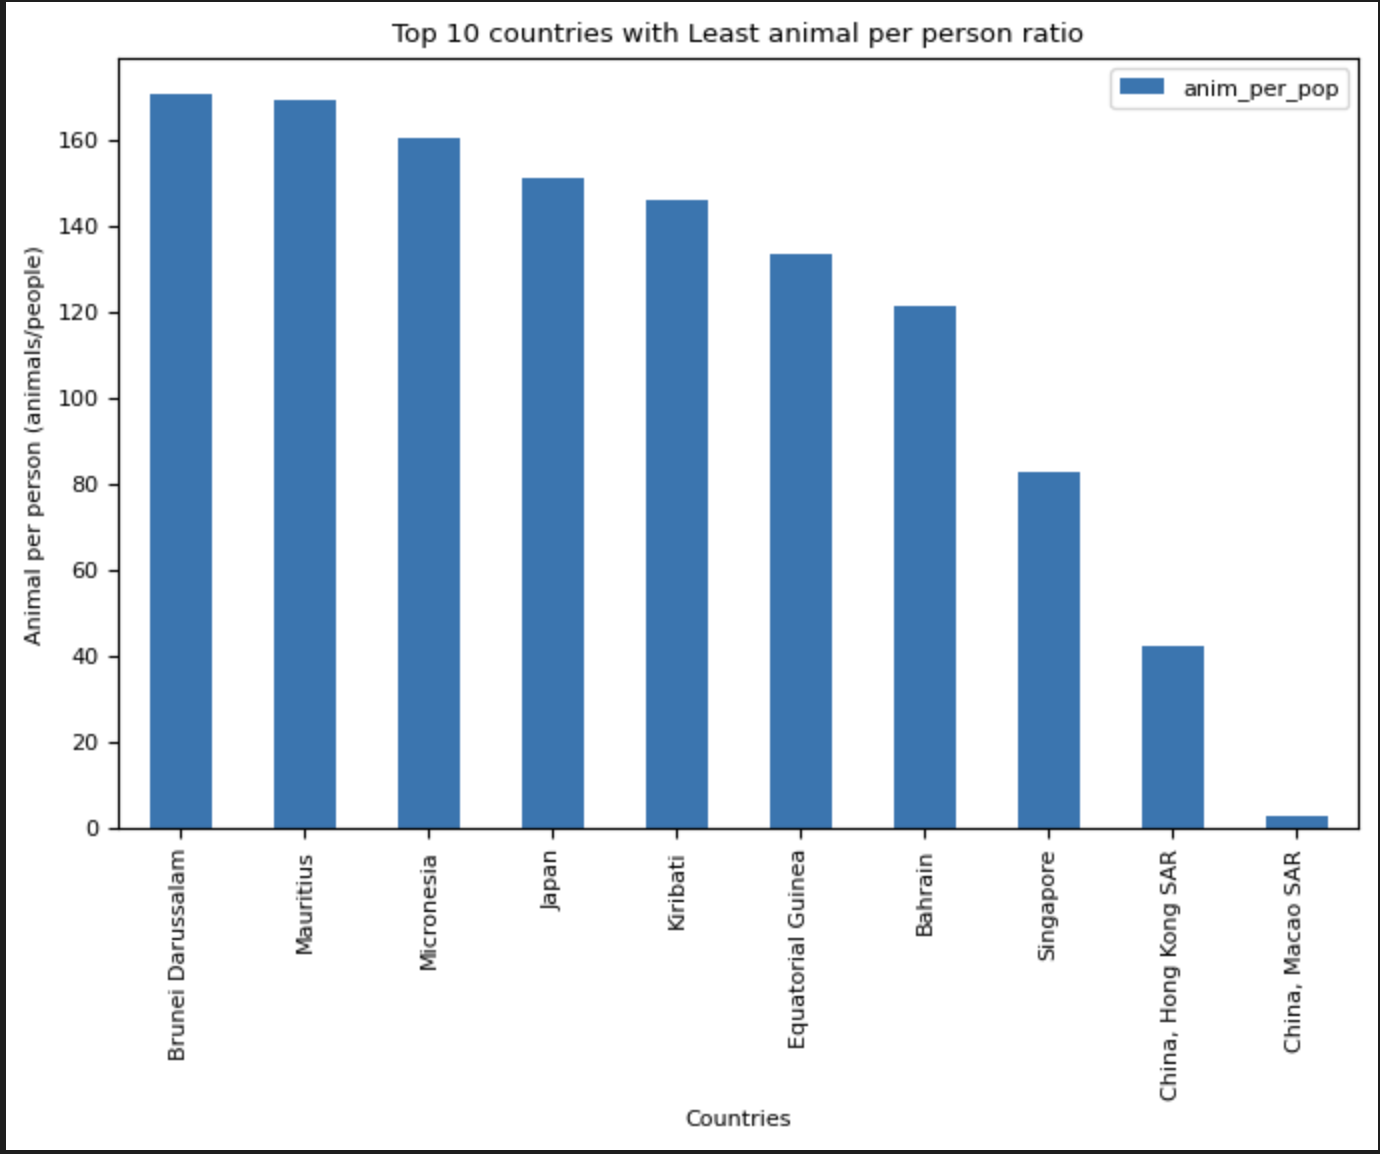 Top 10 countries with Least animal per person ratio
anim_per_pop
Animal per person (animals/people)
160
140
120
100
80
60
40
20
0
Brunei Darussalam
Mauritius
Micronesia
Japan
Kiribati
Equatorial Guinea
Bahrain
Singapore
China, Hong Kong SAR
China, Macao SAR
Countries